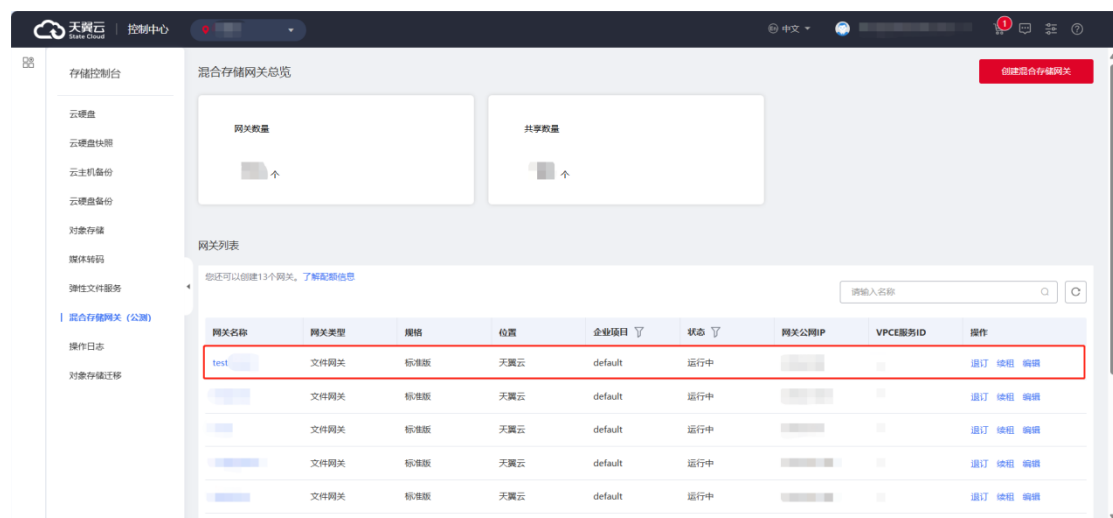 天翼云 State Cloud 控制中心 中文 1
存储控制台
云硬盘
云硬盘快照
云主机备份
云硬盘备份
对象存储
媒体转码
弹性文件服务
混合存储网关（公测）
操作日志
对象存储迁移
混合存储网关总览 创建混合存储网关
网关数量 共享数量
个 个
网关列表
您还可以创建13个网关。了解配额信息
请输入名称
网关名称 网关类型 规格 位置 企业项目 状态 网关公网IP VPCE服务ID 操作
test 文件网关 标准版 天翼云 default 运行中 退订 续租 编辑
文件网关 标准版 天翼云 default 运行中 退订 续租 编辑
文件网关 标准版 天翼云 default 运行中 退订 续租 编辑
文件网关 标准版 天翼云 default 运行中 退订 续租 编辑
文件网关 标准版 天翼云 default 运行中 退订 续租 编辑